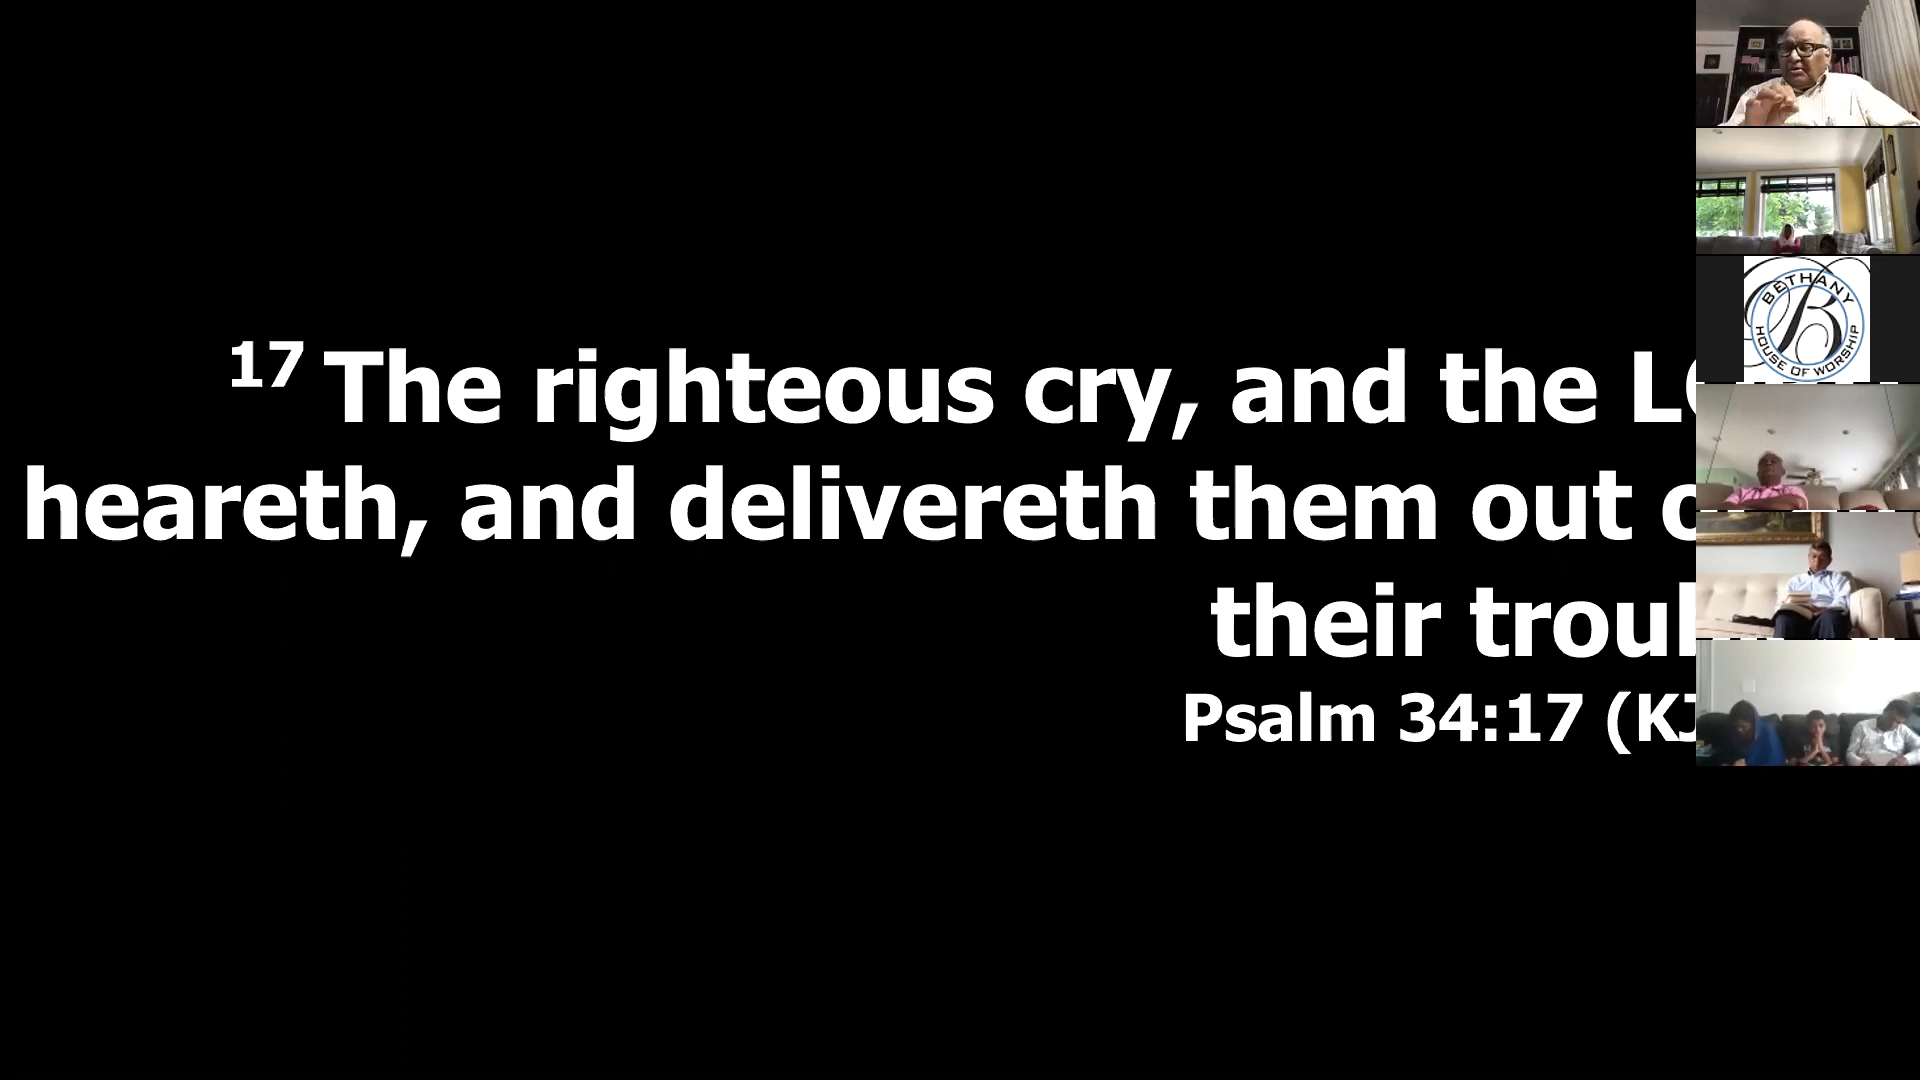 17 The righteous cry, and the
heareth, and delivereth them out
their
Psalm 34:17
BETHANY
B
HOUSE OF WORSHIP